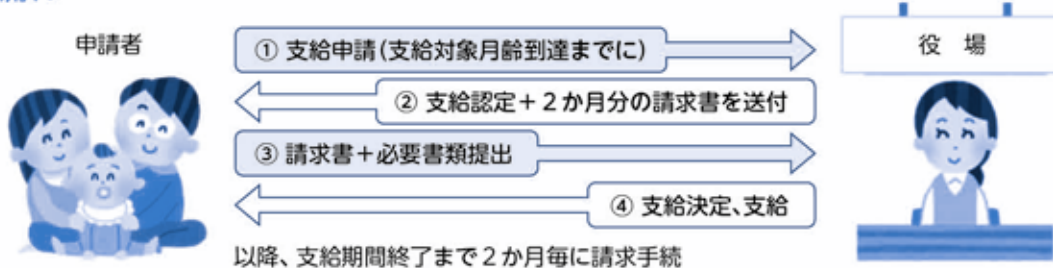 申請者
役 場
① 支給申請(支給対象月齢到達までに)
② 支給認定+2か月分の請求書を送付
③ 請求書+必要書類提出
④ 支給決定、支給
以降、支給期間終了まで2か月毎に請求手続